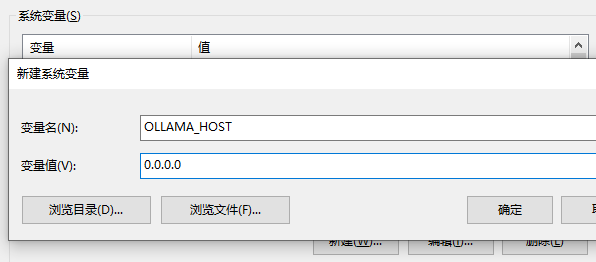 系统变量(S)
变量 值
新建系统变量
变量名(N): OLLAMA_HOST
变量值(V): 0.0.0.0
浏览目录(D)... 浏览文件(F)... 确定
新建(W)... 编辑(I)... 删除(L)